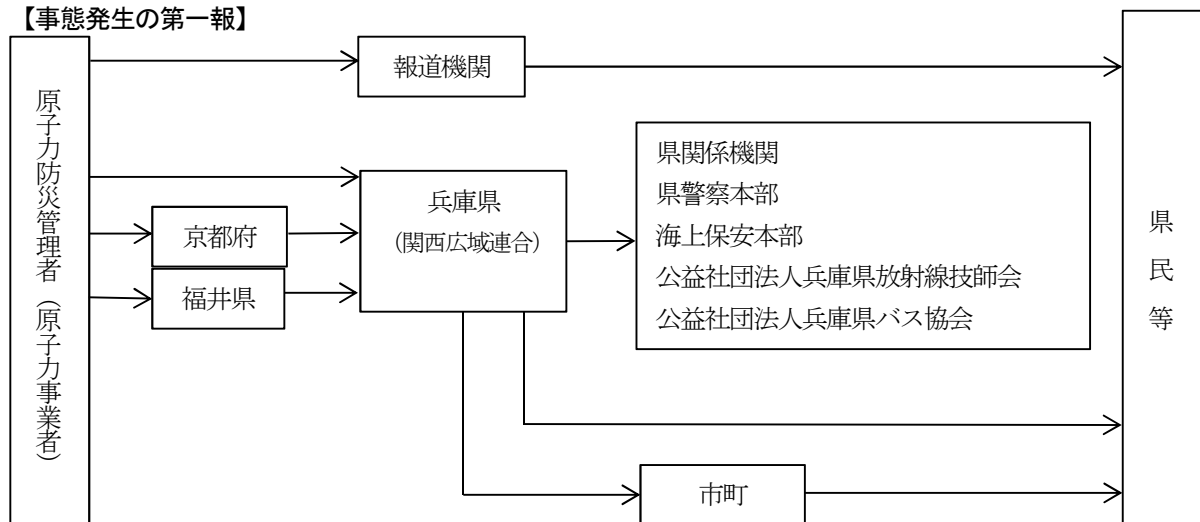 【事態発生の第一報】
原子力防災管理者（原子力事業者）
報道機関
京都府
福井県
兵庫県
（関西広域連合）
県関係機関
県警察本部
海上保安本部
公益社団法人兵庫県放射線技師会
公益社団法人兵庫県バス協会
市町
県民等